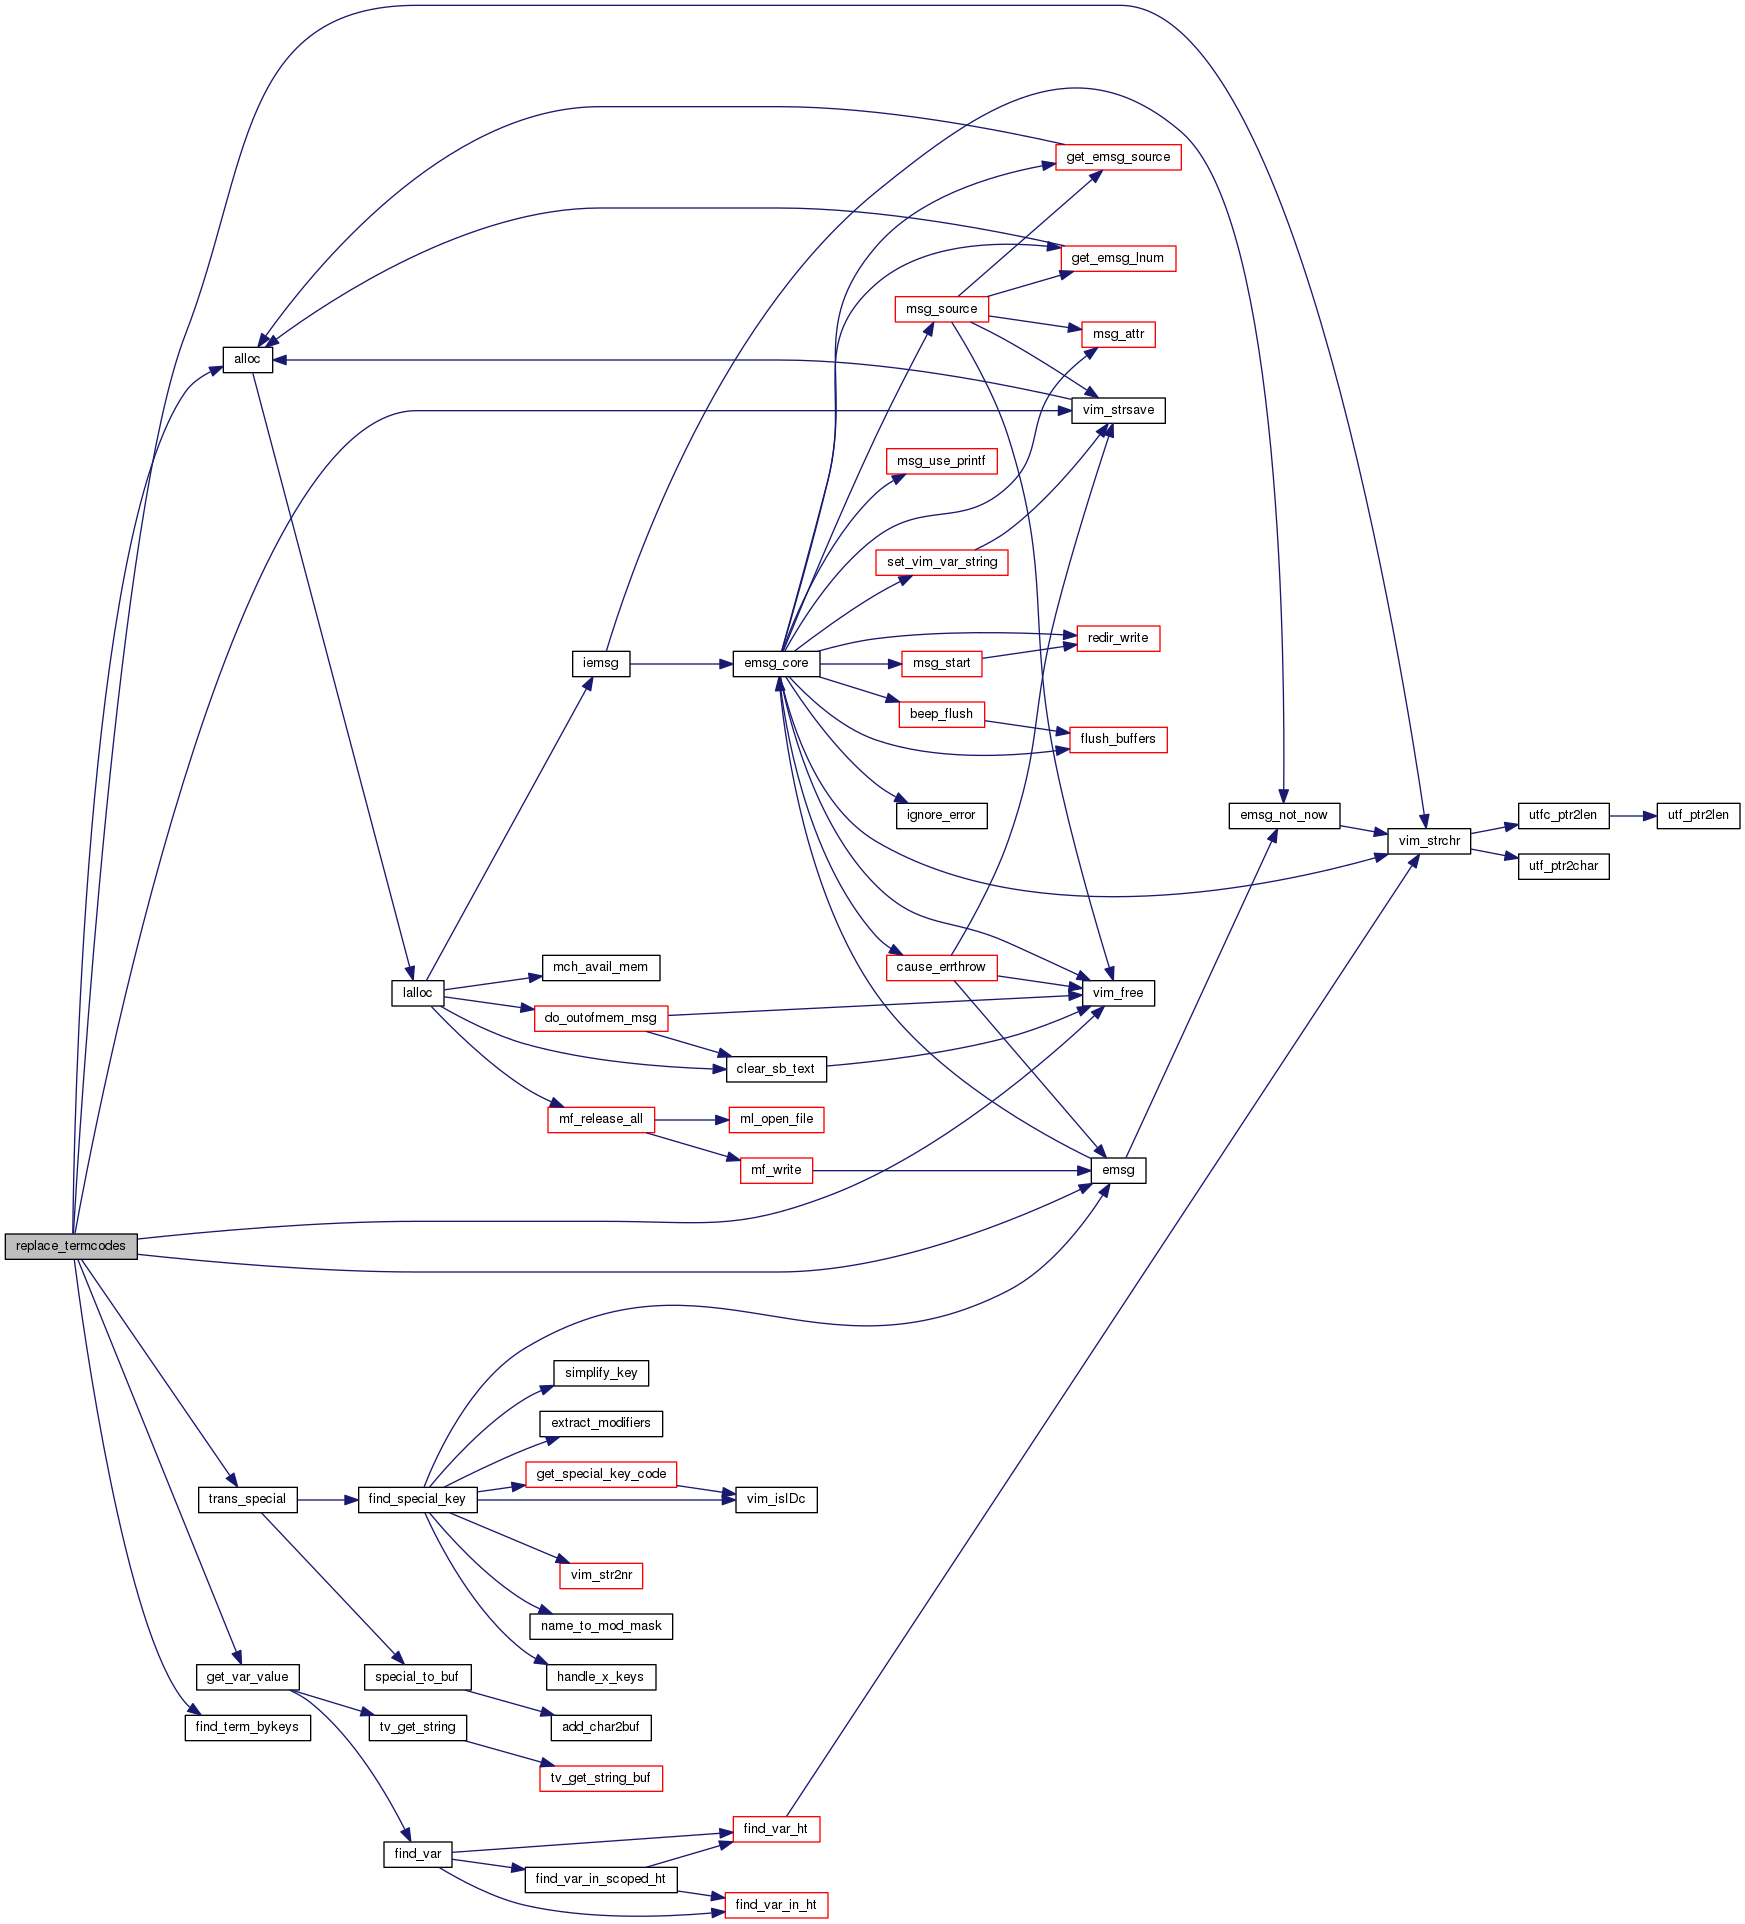 get_emsg_source
get_emsg_lnum
msg_source
msg_attr
alloc
vim_strsave
msg_use_printf
set_vim_var_string
redir_write
iemsg
emsg_core
msg_start
beep_flush
flush_buffers
ignore_error
emsg_not_now
utfc_ptr2len
utf_ptr2len
vim_strchr
utf_ptr2char
mch_avail_mem
cause_errthrow
lalloc
vim_free
do_outofmem_msg
clear_sb_text
mf_release_all
ml_open_file
mf_write
emsg
replace_termcodes
simplify_key
extract_modifiers
get_special_key_code
trans_special
find_special_key
vim_isIDc
vim_str2nr
name_to_mod_mask
get_var_value
special_to_buf
handle_x_keys
find_term_bykeys
tv_get_string
add_char2buf
tv_get_string_buf
find_var_ht
find_var
find_var_in_scoped_ht
find_var_in_ht